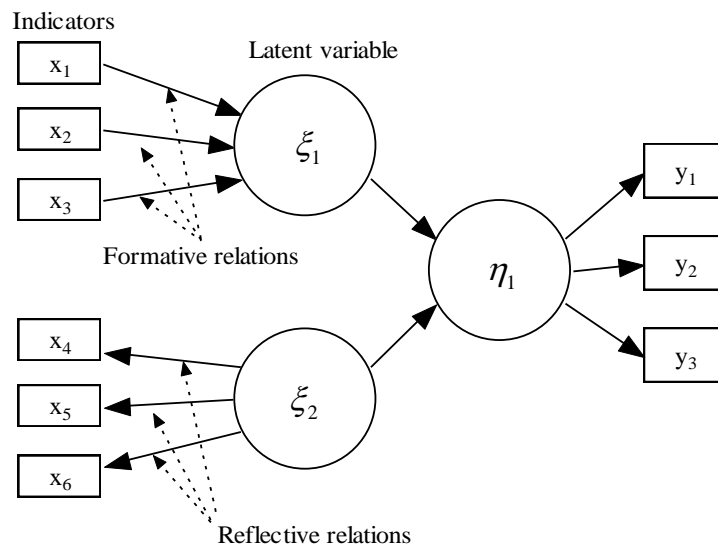 Indicators
Latent variable
x₁
x₂
x₃
ξ₁
Formative relations
y₁
y₂
y₃
η₁
x₄
x₅
x₆
ξ₂
Reflective relations